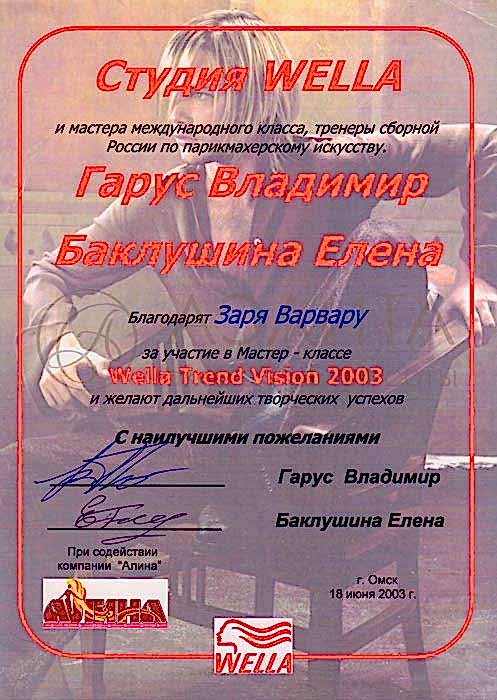 Студия WELLA
и мастера международного класса, тренеры сборной
России по парикмахерскому искусству.
Гарус Владимир
Баклушина Елена
Благодарят Заря Варвару
за участие в Мастер - классе
Wella Trend Vision 2003
и желают дальнейших творческих успехов
С наилучшими пожеланиями
Гарус Владимир
Баклушина Елена
При содействии
компании "Алина"
АЛИНА
г. Омск
18 июня 2003 г.
WELLA